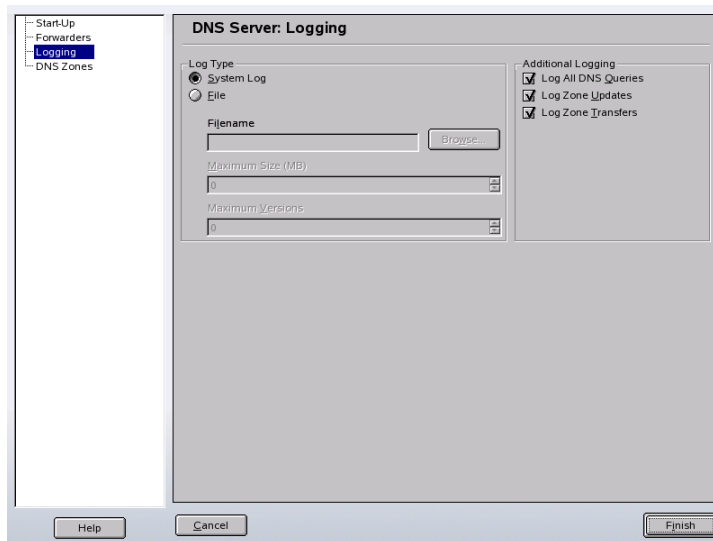 Start-Up
Forwarders
Logging
DNS Zones
DNS Server: Logging
Log Type
System Log
File
Filename
Browse...
Maximum Size (MB)
0
Maximum Versions
0
Additional Logging
Log All DNS Queries
Log Zone Updates
Log Zone Transfers
Help
Cancel
Finish